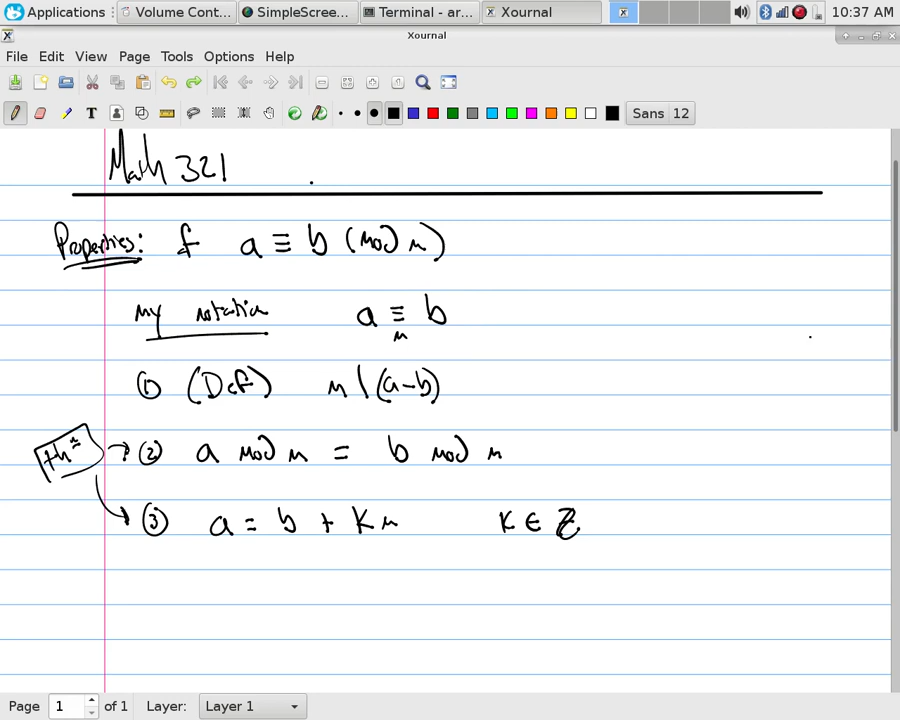 Applications Volume Cont... SimpleScree... Terminal - ar... Xournal 10:37 AM
Xournal
File Edit View Page Tools Options Help
Sans 12
Math 321
Properties: if a ≡ b (mod m)
my notation a ≡ b
m
① (Def) m | (a-b)
thm → ② a mod m = b mod m
③ a = b + km k ∈ ℤ
Page 1 of 1 Layer: Layer 1